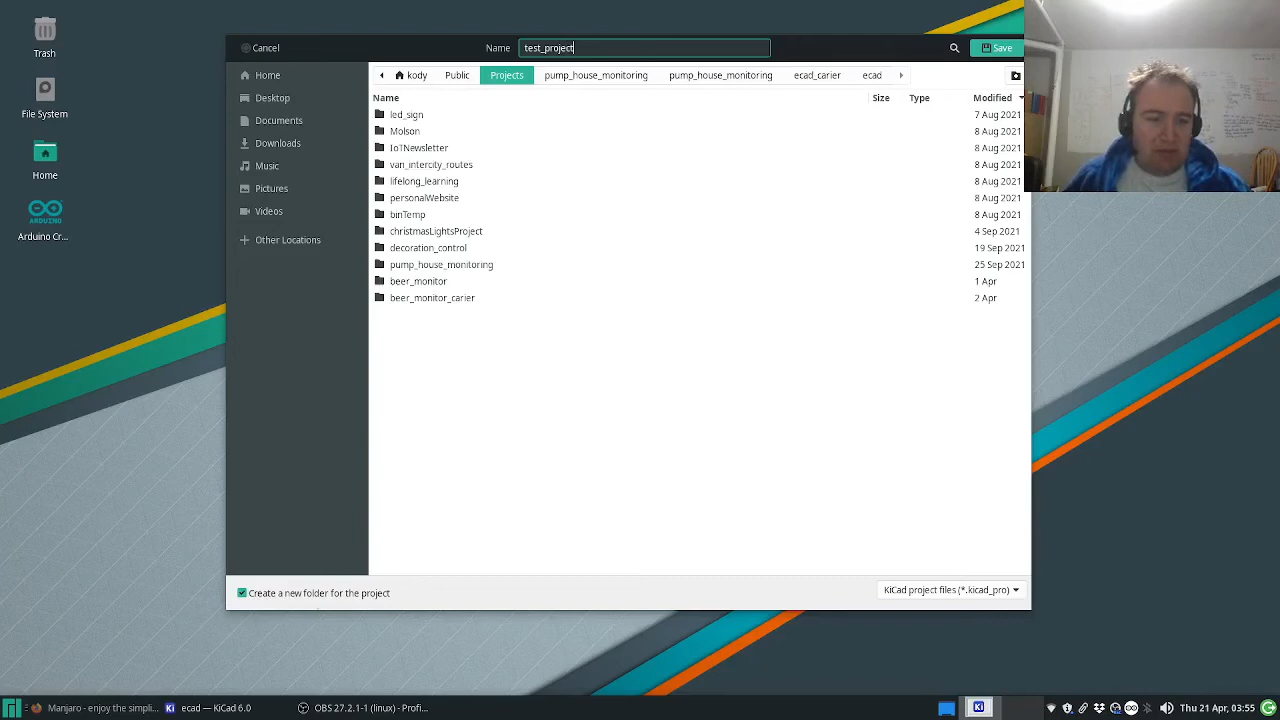 Trash
File System
Home
ARDUINO
Arduino Cr...
Cancel
Name test_project
Save
kody Public Projects pump_house_monitoring pump_house_monitoring ecad_carier ecad
Home
Desktop
Documents
Downloads
Music
Pictures
Videos
Other Locations
Name Size Type Modified
led_sign 7 Aug 2021
Molson 8 Aug 2021
IoTNewsletter 8 Aug 2021
van_intercity_routes 8 Aug 2021
lifelong_learning 8 Aug 2021
personalWebsite 8 Aug 2021
binTemp 8 Aug 2021
christmasLightsProject 4 Sep 2021
decoration_control 19 Sep 2021
pump_house_monitoring 25 Sep 2021
beer_monitor 1 Apr
beer_monitor_carier 2 Apr
Create a new folder for the project
KiCad project files (*.kicad_pro)
Manjaro - enjoy the simpli...
Ki ecad — KiCad 6.0
OBS 27.2.1-1 (linux) - Profi...
Ki
Thu 21 Apr, 03:55